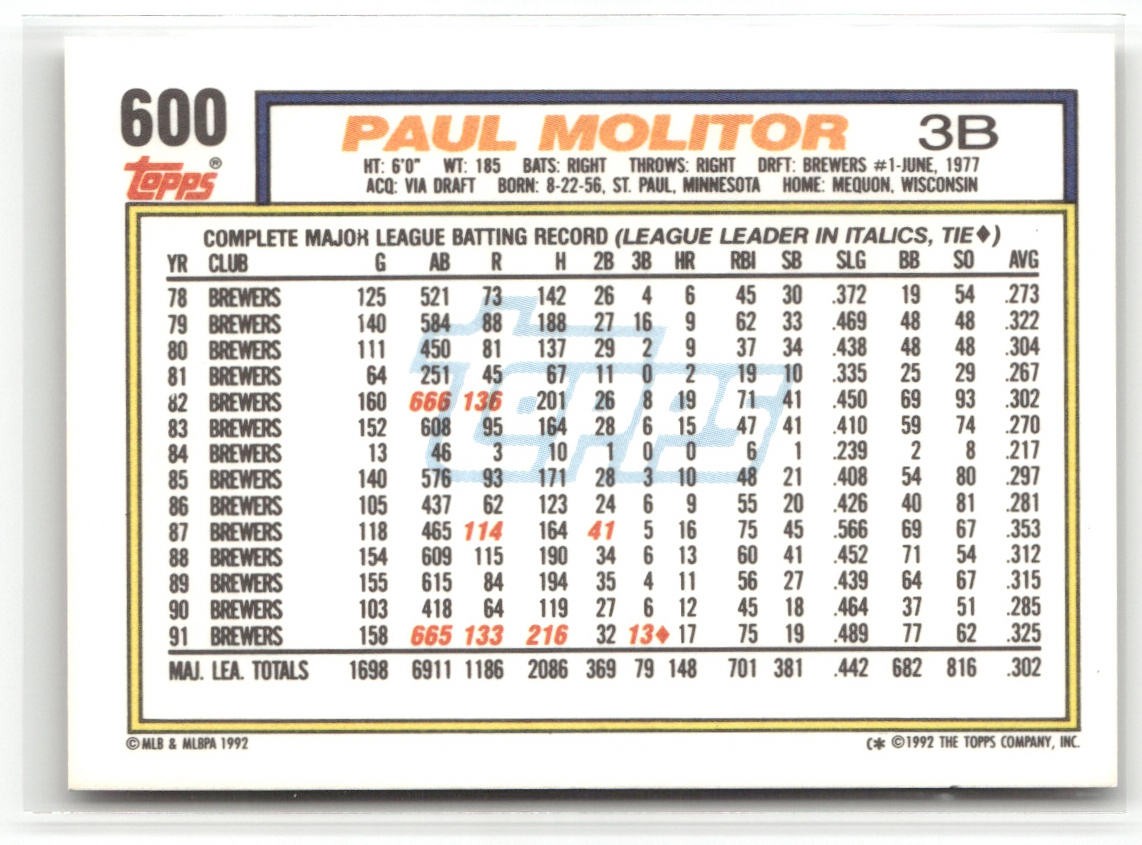 600
PAUL MOLITOR 3B
Topps®
HT: 6'0" WT: 185 BATS: RIGHT THROWS: RIGHT DRFT: BREWERS #1-JUNE, 1977
ACQ: VIA DRAFT BORN: 8-22-56, ST. PAUL, MINNESOTA HOME: MEQUON, WISCONSIN
COMPLETE MAJOR LEAGUE BATTING RECORD (LEAGUE LEADER IN ITALICS, TIE♦)
YR CLUB G AB R H 2B 3B HR RBI SB SLG BB SO AVG
78 BREWERS 125 521 73 142 26 4 6 45 30 .372 19 54 .273
79 BREWERS 140 584 88 188 27 16 9 62 33 .469 48 48 .322
80 BREWERS 111 450 81 137 29 2 9 37 34 .438 48 48 .304
81 BREWERS 64 251 45 67 11 0 2 19 10 .335 25 29 .267
82 BREWERS 160 666 136 201 26 8 19 71 41 .450 69 93 .302
83 BREWERS 152 608 95 164 28 6 15 47 41 .410 59 74 .270
84 BREWERS 13 46 3 10 1 0 0 6 1 .239 2 8 .217
85 BREWERS 140 576 93 171 28 3 10 48 21 .408 54 80 .297
86 BREWERS 105 437 62 123 24 6 9 55 20 .426 40 81 .281
87 BREWERS 118 465 114 164 41 5 16 75 45 .566 69 67 .353
88 BREWERS 154 609 115 190 34 6 13 60 41 .452 71 54 .312
89 BREWERS 155 615 84 194 35 4 11 56 27 .439 64 67 .315
90 BREWERS 103 418 64 119 27 6 12 45 18 .464 37 51 .285
91 BREWERS 158 665 133 216 32 13♦ 17 75 19 .489 77 62 .325
MAJ. LEA. TOTALS 1698 6911 1186 2086 369 79 148 701 381 .442 682 816 .302
Topps
© MLB & MLBPA 1992
C* © 1992 THE TOPPS COMPANY, INC.